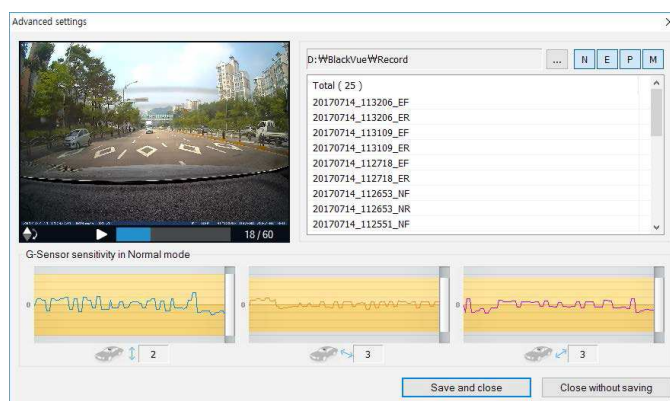 Advanced settings
D:₩BlackVue₩Record
... N E P M
Total ( 25 )
20170714_113206_EF
20170714_113206_ER
20170714_113109_EF
20170714_113109_ER
20170714_112718_EF
20170714_112718_ER
20170714_112653_NF
20170714_112653_NR
20170714_112551_NF
18 / 60
G-Sensor sensitivity in Normal mode
0
0
0
2
3
3
Save and close
Close without saving